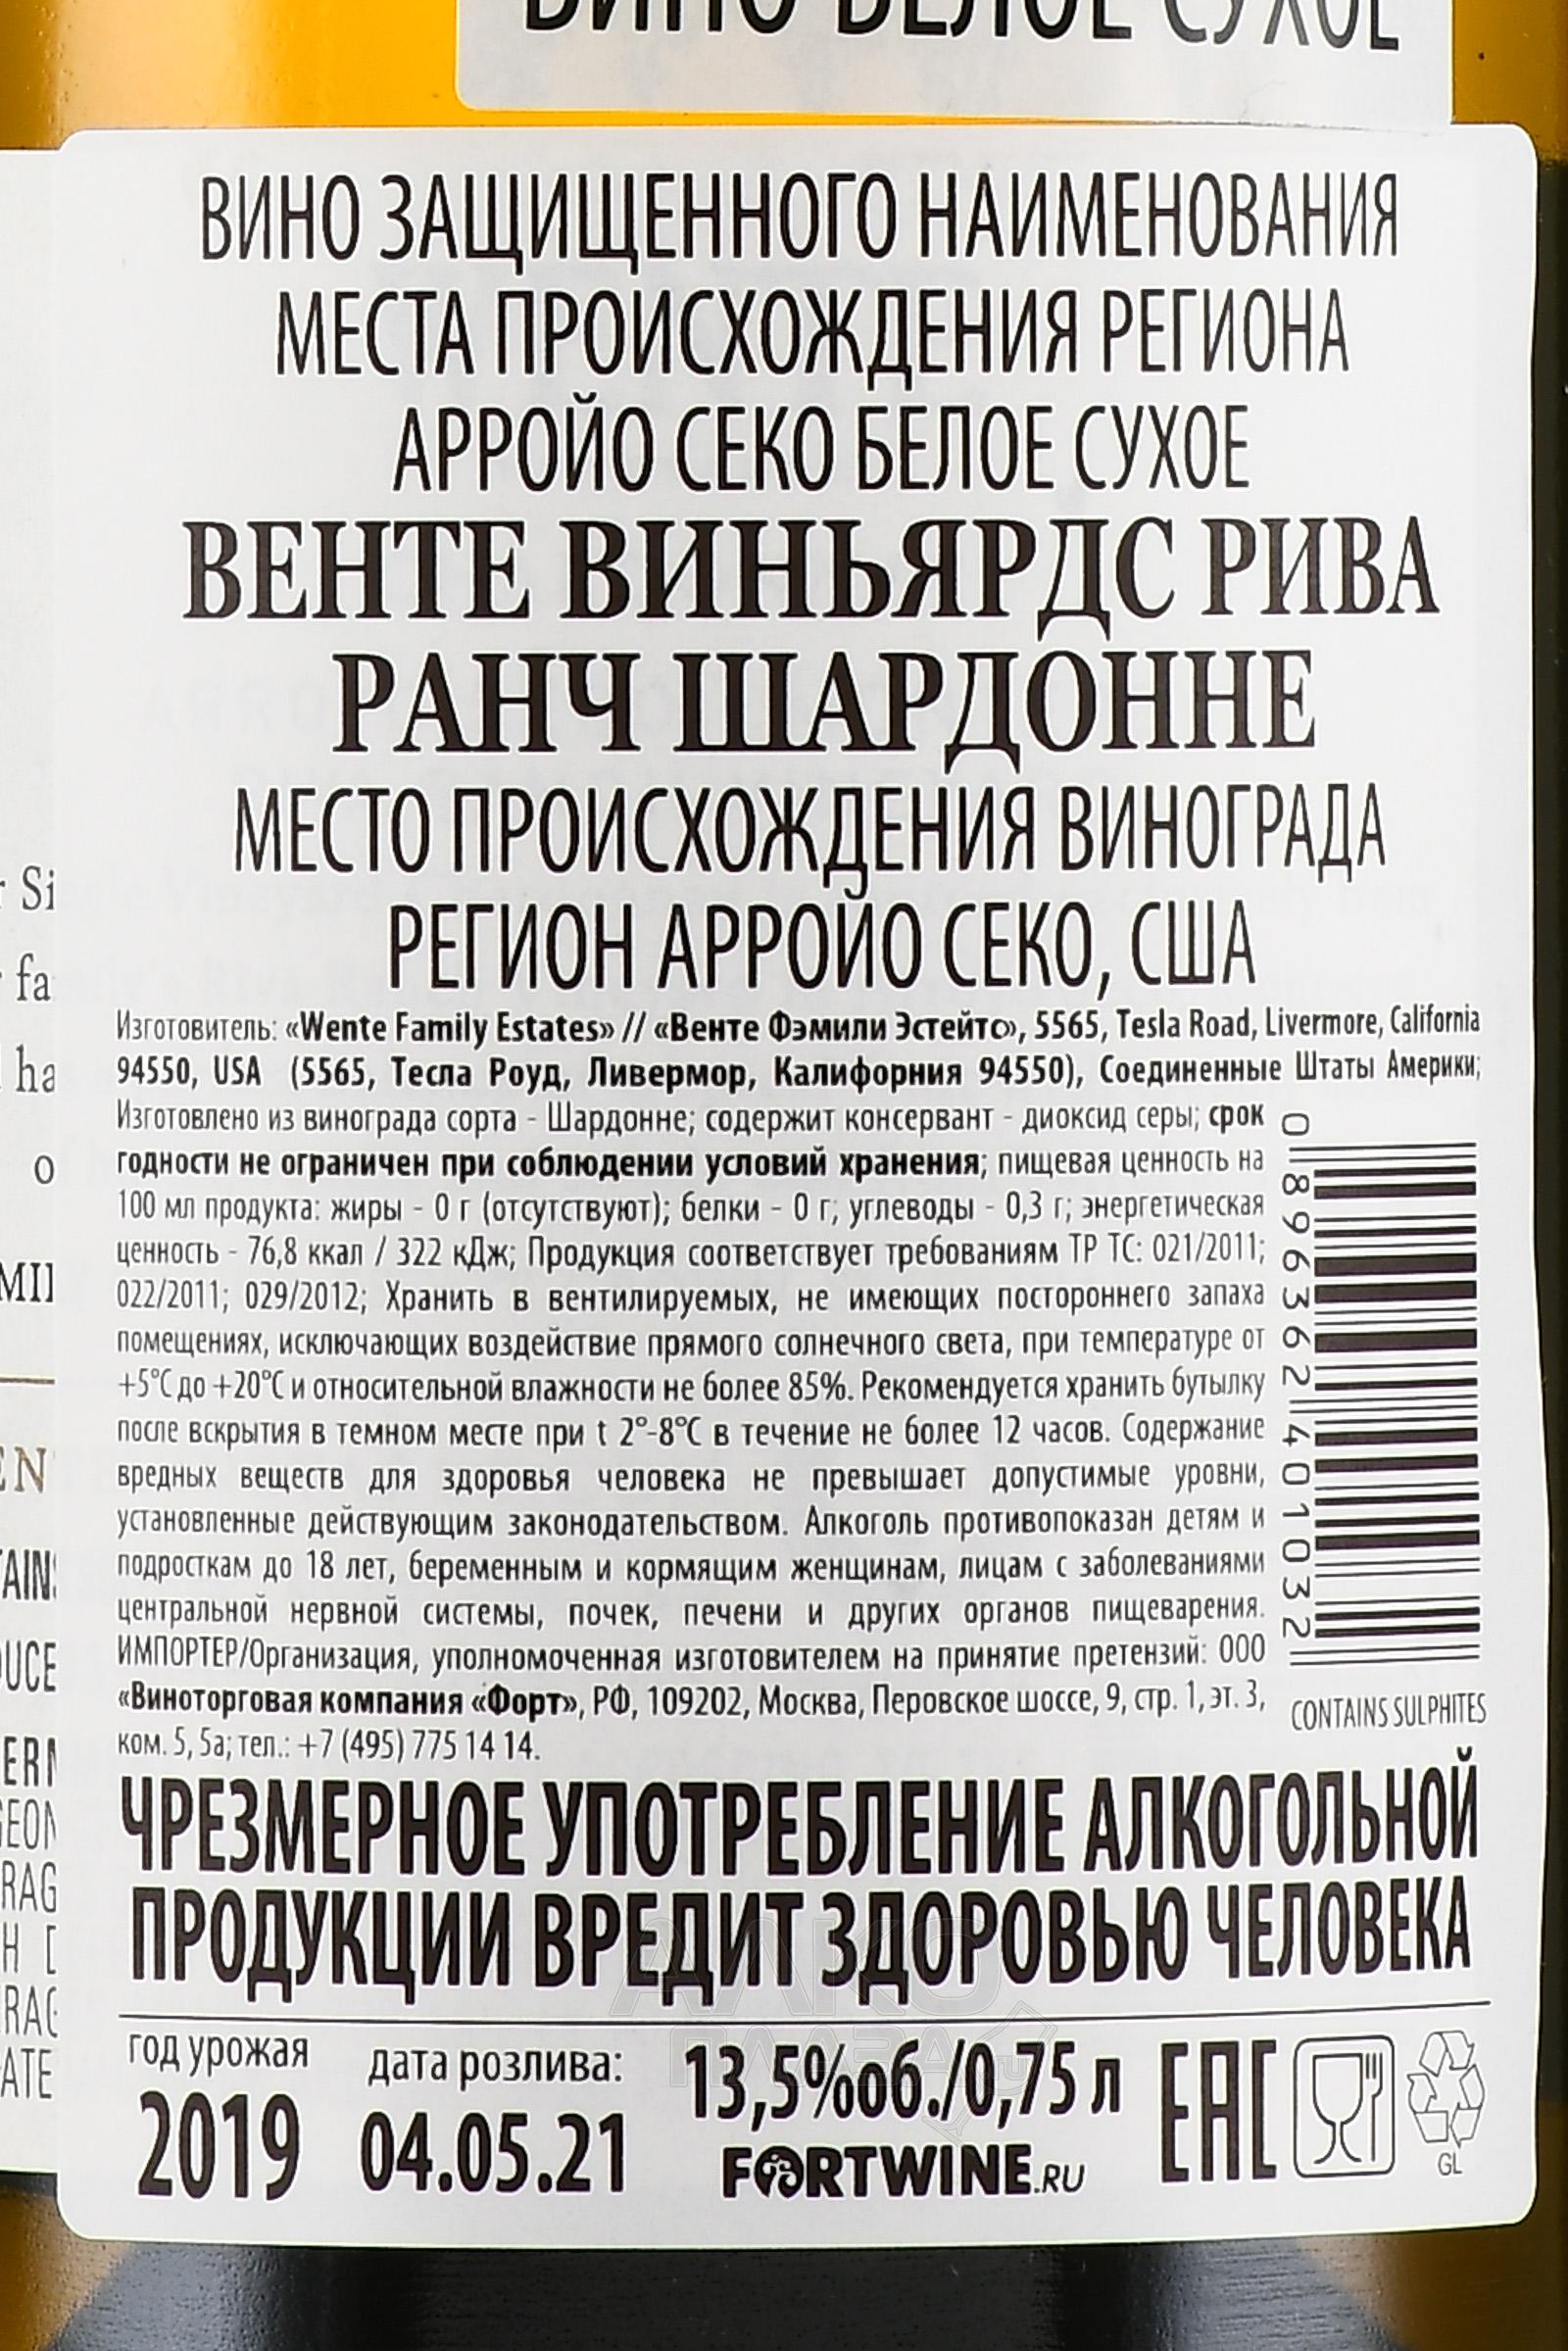 ВИНО БЕЛОЕ СУХОЕ
ВИНО ЗАЩИЩЕННОГО НАИМЕНОВАНИЯ
МЕСТА ПРОИСХОЖДЕНИЯ РЕГИОНА
АРРОЙО СЕКО БЕЛОЕ СУХОЕ
ВЕНТЕ ВИНЬЯРДС РИВА
РАНЧ ШАРДОННЕ
МЕСТО ПРОИСХОЖДЕНИЯ ВИНОГРАДА
РЕГИОН АРРОЙО СЕКО, США
Изготовитель: «Wente Family Estates» // «Венте Фэмили Эстейтс», 5565, Tesla Road, Livermore, California
94550, USA (5565, Тесла Роуд, Ливермор, Калифорния 94550), Соединенные Штаты Америки;
Изготовлено из винограда сорта - Шардонне; содержит консервант - диоксид серы; срок
годности не ограничен при соблюдении условий хранения; пищевая ценность на
100 мл продукта: жиры - 0 г (отсутствуют); белки - 0 г; углеводы - 0,3 г; энергетическая
ценность - 76,8 ккал / 322 кДж; Продукция соответствует требованиям ТР ТС: 021/2011;
022/2011; 029/2012; Хранить в вентилируемых, не имеющих постороннего запаха
помещениях, исключающих воздействие прямого солнечного света, при температуре от
+5°С до +20°С и относительной влажности не более 85%. Рекомендуется хранить бутылку
после вскрытия в темном месте при t 2°-8°С в течение не более 12 часов. Содержание
вредных веществ для здоровья человека не превышает допустимые уровни,
установленные действующим законодательством. Алкоголь противопоказан детям и
подросткам до 18 лет, беременным и кормящим женщинам, лицам с заболеваниями
центральной нервной системы, почек, печени и других органов пищеварения.
ИМПОРТЕР/Организация, уполномоченная изготовителем на принятие претензий: ООО
«Виноторговая компания «Форт», РФ, 109202, Москва, Перовское шоссе, 9, стр. 1, эт. 3,
ком. 5, 5а; тел.: +7 (495) 775 14 14.
0 89636 24010 3 2
CONTAINS SULPHITES
ЧРЕЗМЕРНОЕ УПОТРЕБЛЕНИЕ АЛКОГОЛЬНОЙ
ПРОДУКЦИИ ВРЕДИТ ЗДОРОВЬЮ ЧЕЛОВЕКА
год урожая
2019
дата розлива:
04.05.21
13,5%об./0,75 л
FORTWINE.RU
EAC
GL